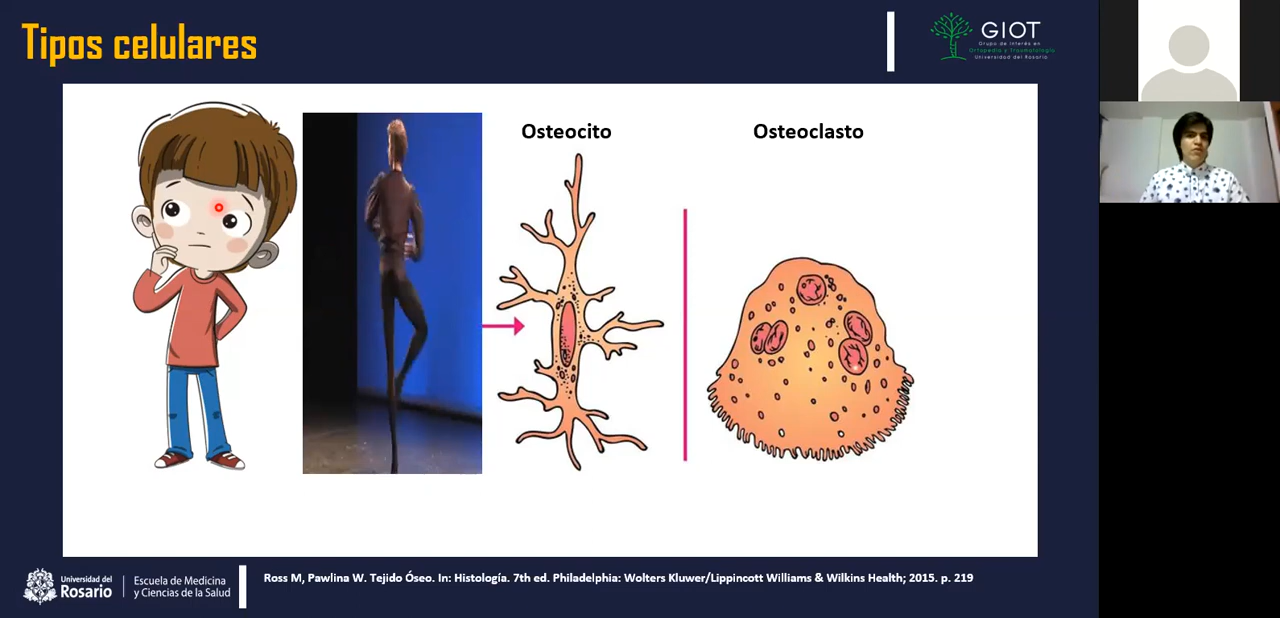 Tipos celulares
GIOT
Grupo de Interés en
Ortopedia y Traumatología
Universidad del Rosario
Osteocito
Osteoclasto
Universidad del
Rosario
Escuela de Medicina
y Ciencias de la Salud
Ross M, Pawlina W. Tejido Óseo. In: Histología. 7th ed. Philadelphia: Wolters Kluwer/Lippincott Williams & Wilkins Health; 2015. p. 219